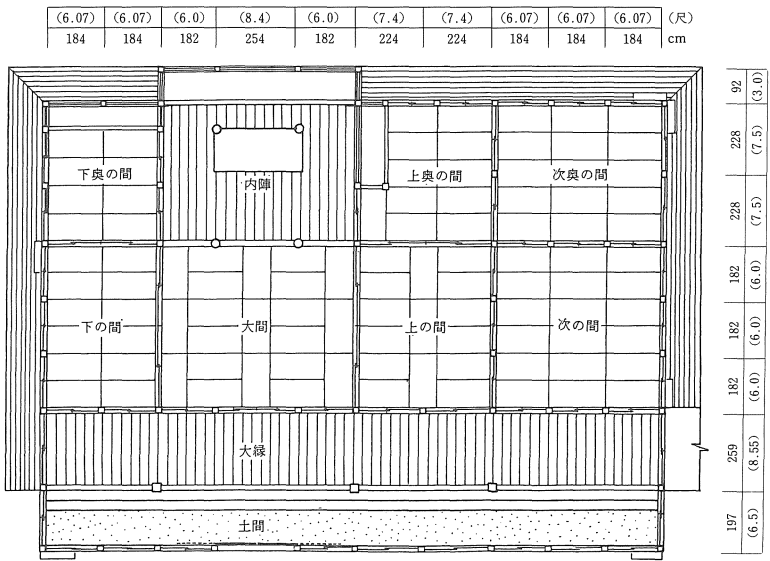 (6.07) (6.07) (6.0) (8.4) (6.0) (7.4) (7.4) (6.07) (6.07) (6.07) (尺)
184 184 182 254 182 224 224 184 184 184 cm
92 (3.0)
228 (7.5)
下奥の間 内陣 上奥の間 次奥の間
228 (7.5)
182 (6.0)
下の間 大間 上の間 次の間
182 (6.0)
182 (6.0)
大縁
259 (8.55)
土間
197 (6.5)